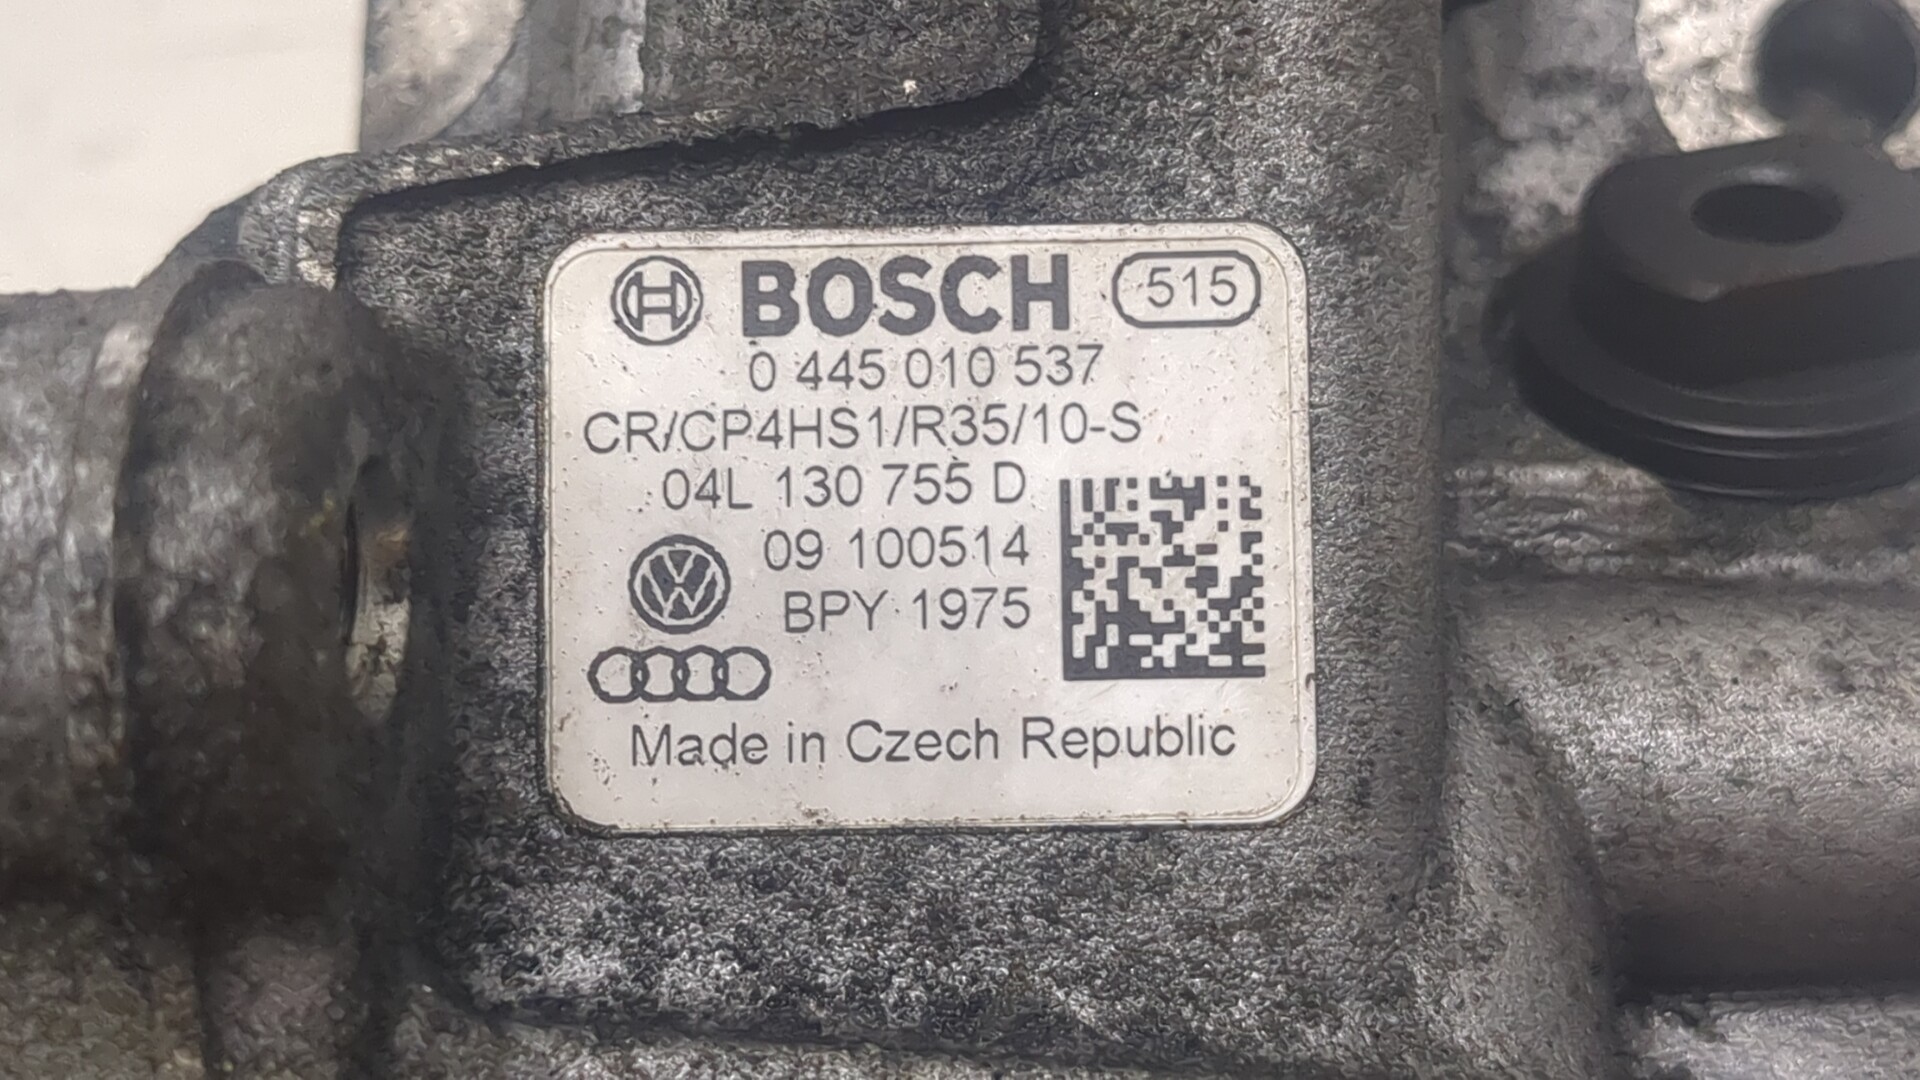 BOSCH 515
0 445 010 537
CR/CP4HS1/R35/10-S
04L 130 755 D
09 100514
BPY 1975
Made in Czech Republic